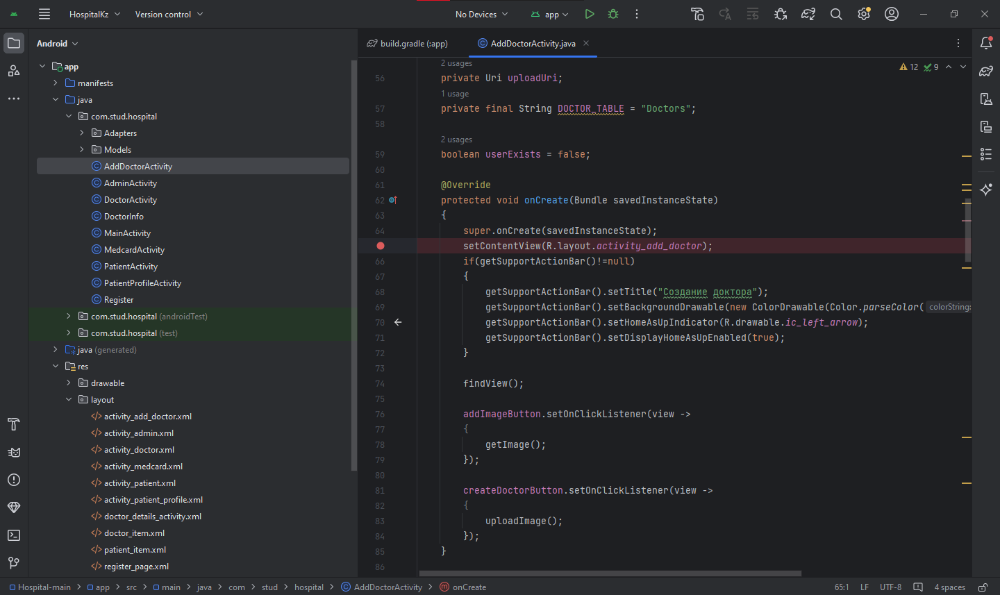 HospitalKz
Version control
No Devices
app
Android
app
manifests
java
com.stud.hospital
Adapters
Models
AddDoctorActivity
AdminActivity
DoctorActivity
DoctorInfo
MainActivity
MedcardActivity
PatientActivity
PatientProfileActivity
Register
com.stud.hospital (androidTest)
com.stud.hospital (test)
java (generated)
res
drawable
layout
activity_add_doctor.xml
activity_admin.xml
activity_doctor.xml
activity_medcard.xml
activity_patient.xml
activity_patient_profile.xml
doctor_details_activity.xml
doctor_item.xml
patient_item.xml
register_page.xml
build.gradle (:app)
AddDoctorActivity.java
12 9
2 usages
56 private Uri uploadUri;
1 usage
57 private final String DOCTOR_TABLE = "Doctors";
58
2 usages
59 boolean userExists = false;
60
61 @Override
62 protected void onCreate(Bundle savedInstanceState)
63 {
64 super.onCreate(savedInstanceState);
setContentView(R.layout.activity_add_doctor);
66 if(getSupportActionBar()!=null)
67 {
68 getSupportActionBar().setTitle("Создание доктора");
69 getSupportActionBar().setBackgroundDrawable(new ColorDrawable(Color.parseColor( colorString:
70 getSupportActionBar().setHomeAsUpIndicator(R.drawable.ic_left_arrow);
71 getSupportActionBar().setDisplayHomeAsUpEnabled(true);
72 }
73
74 findView();
75
76 addImageButton.setOnClickListener(view ->
77 {
78 getImage();
79 });
80
81 createDoctorButton.setOnClickListener(view ->
82 {
83 uploadImage();
84 });
85 }
86
Hospital-main > app > src > main > java > com > stud > hospital > AddDoctorActivity > onCreate
65:1 LF UTF-8 4 spaces